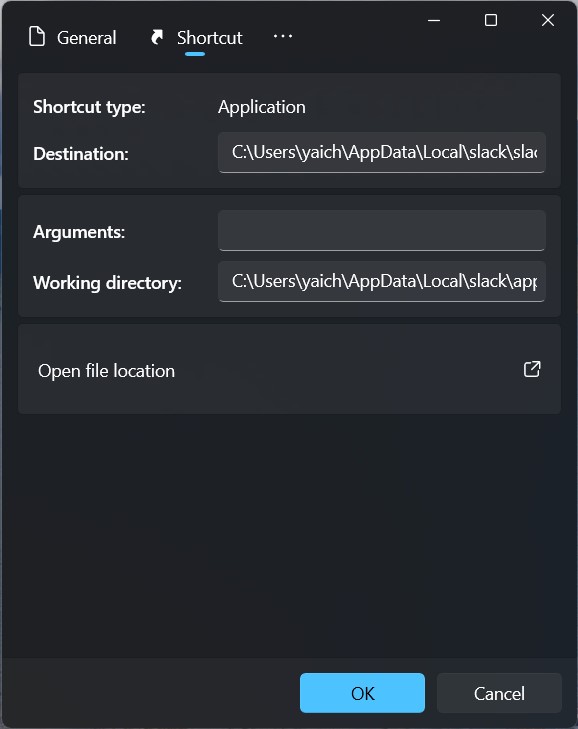 General
Shortcut
Shortcut type:
Application
Destination:
C:\Users\yaich\AppData\Local\slack\slac
Arguments:
Working directory:
C:\Users\yaich\AppData\Local\slack\app
Open file location
OK
Cancel